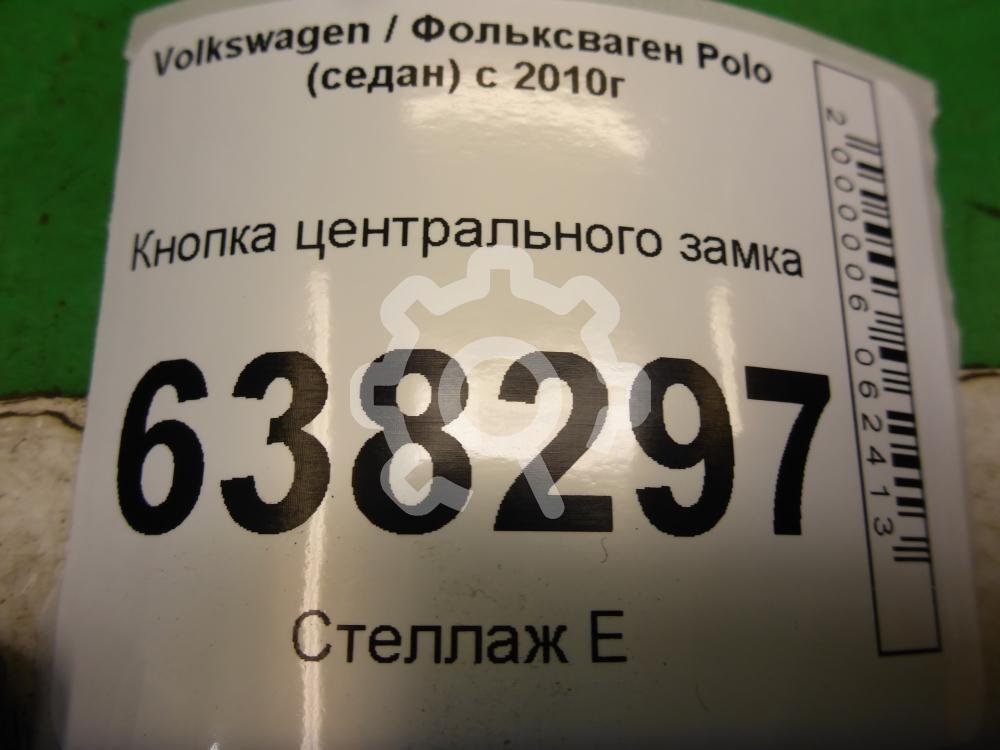 Volkswagen / Фольксваген Polo
(седан) с 2010г
Кнопка центрального замка
638297
Стеллаж Е
2000006062413